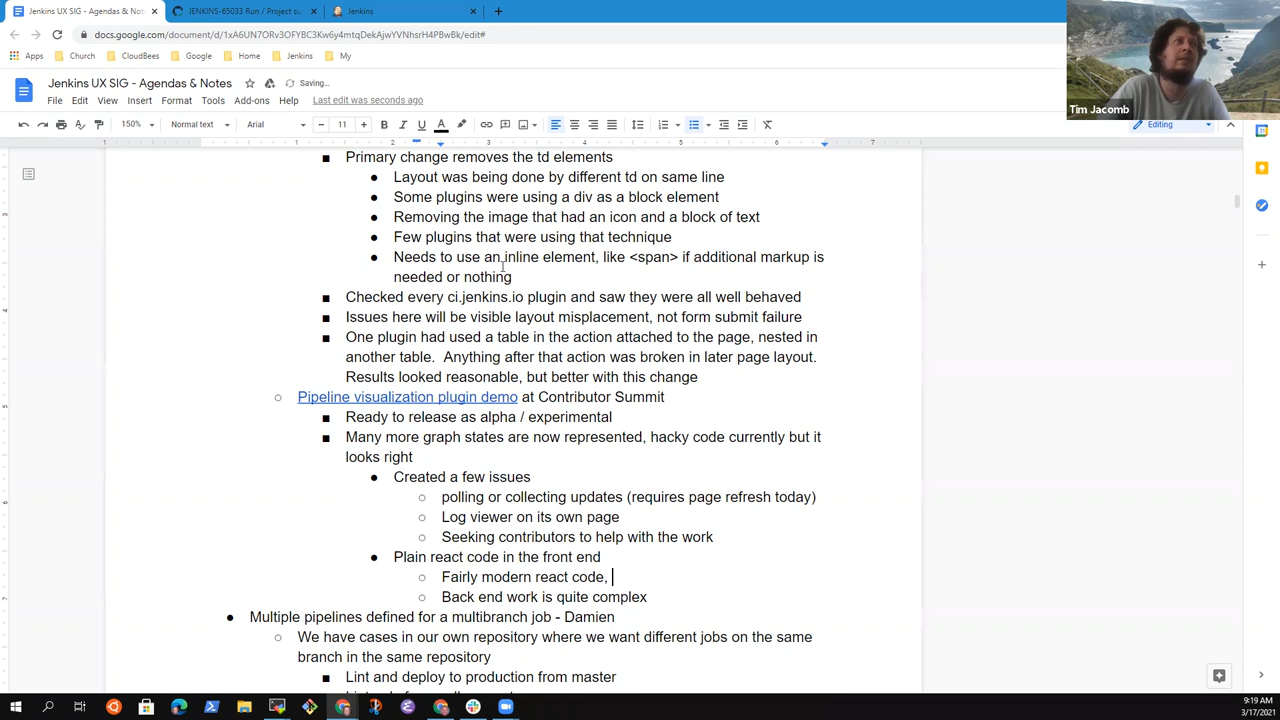 Jenkins UX SIG - Agendas & Notes
JENKINS-65033 Run / Project su
Jenkins
docs.google.com/document/d/1xA6UN7ORv3OFYBC3Kw6y4mtqDekAjwYVNhsrH4PBwBk/edit#
Apps Church CloudBees Google Home Jenkins My
Jenkins UX SIG - Agendas & Notes
Saving...
File Edit View Insert Format Tools Add-ons Help Last edit was seconds ago
150% Normal text Arial 11 Editing
Tim Jacomb
1 1 2 3 4 5 6 7
Primary change removes the td elements
Layout was being done by different td on same line
Some plugins were using a div as a block element
Removing the image that had an icon and a block of text
Few plugins that were using that technique
Needs to use an inline element, like <span> if additional markup is
needed or nothing
Checked every ci.jenkins.io plugin and saw they were all well behaved
Issues here will be visible layout misplacement, not form submit failure
One plugin had used a table in the action attached to the page, nested in
another table. Anything after that action was broken in later page layout.
Results looked reasonable, but better with this change
Pipeline visualization plugin demo at Contributor Summit
Ready to release as alpha / experimental
Many more graph states are now represented, hacky code currently but it
looks right
Created a few issues
polling or collecting updates (requires page refresh today)
Log viewer on its own page
Seeking contributors to help with the work
Plain react code in the front end
Fairly modern react code,
Back end work is quite complex
Multiple pipelines defined for a multibranch job - Damien
We have cases in our own repository where we want different jobs on the same
branch in the same repository
Lint and deploy to production from master
9:19 AM
3/17/2021